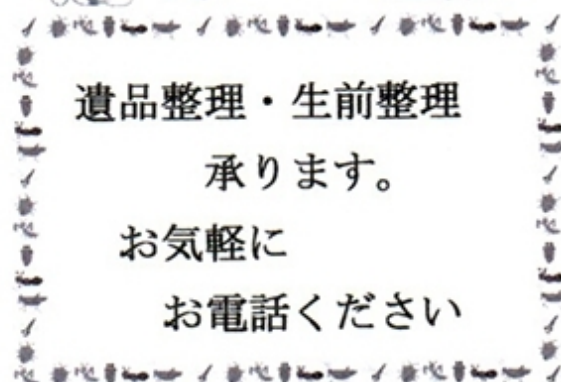 遺品整理・生前整理
承ります。
お気軽に
お電話ください